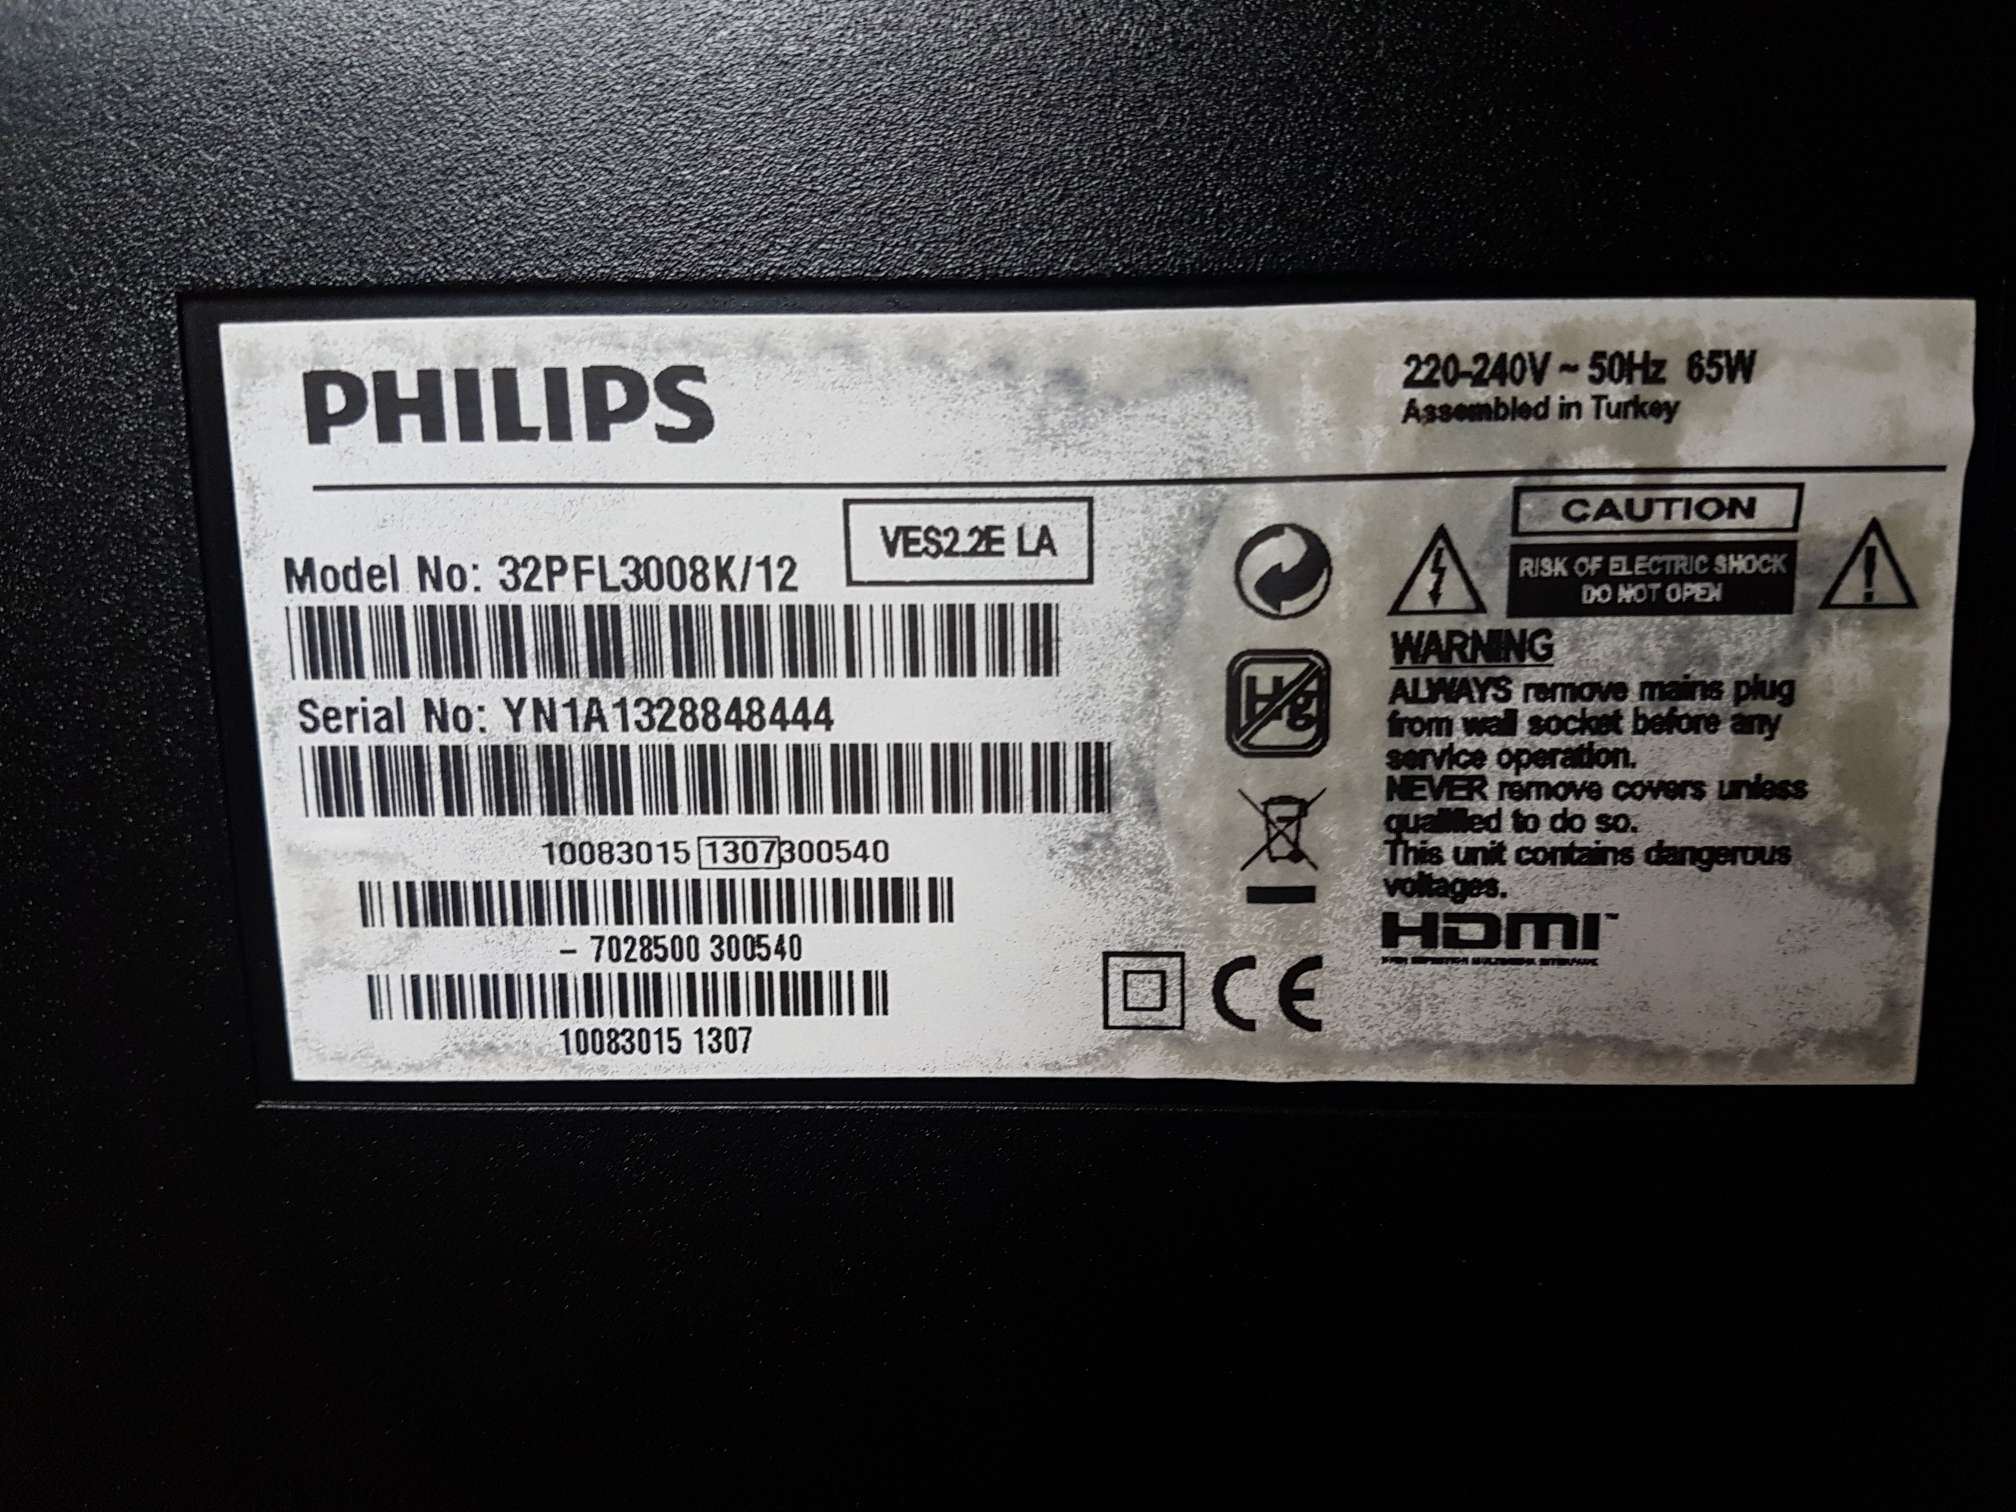 PHILIPS
220-240V ~ 50Hz 65W
Assembled in Turkey
VES2.2E LA
Model No: 32PFL3008K/12
Serial No: YN1A1328848444
10083015 1307 300540
- 7028500 300540
10083015 1307
Hg
CE
CAUTION
RISK OF ELECTRIC SHOCK
DO NOT OPEN
WARNING
ALWAYS remove mains plug
from wall socket before any
service operation.
NEVER remove covers unless
qualified to do so.
This unit contains dangerous
voltages.
HDMI™